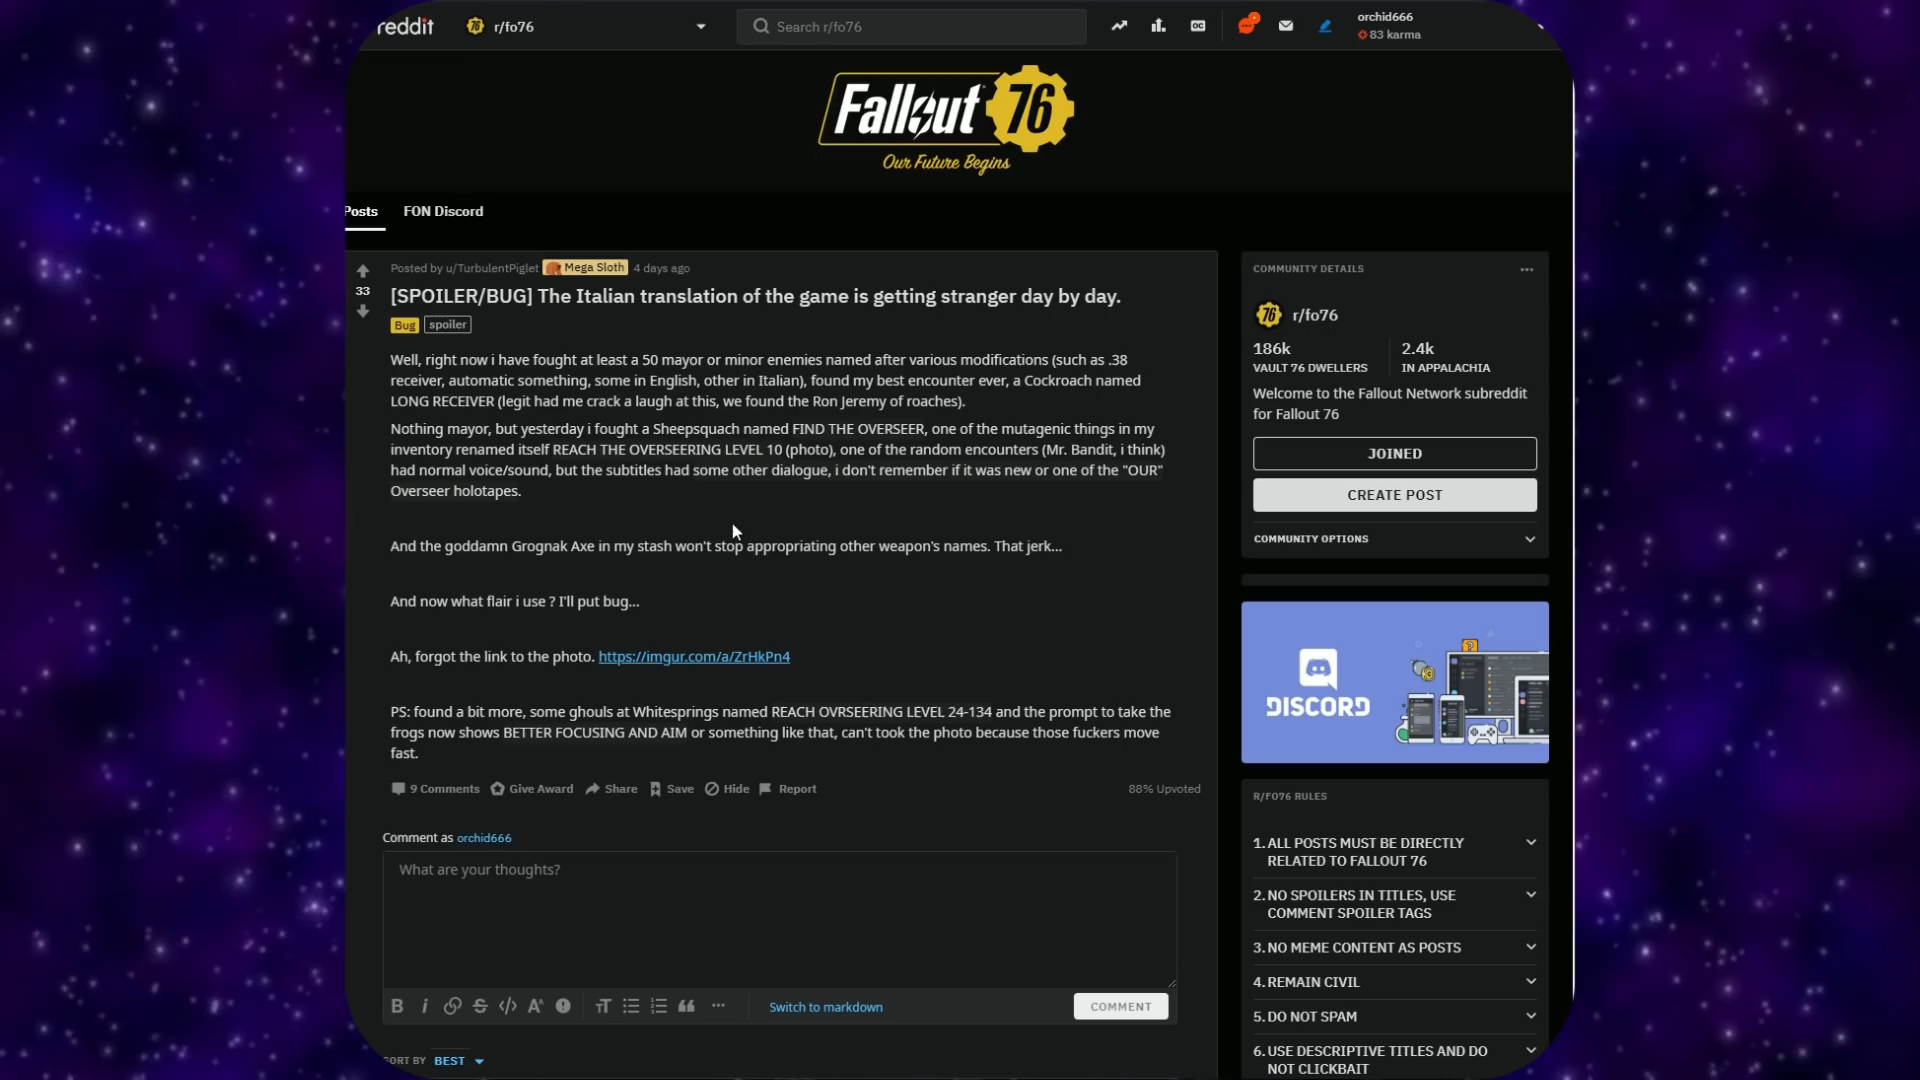 reddit
76 r/fo76
Search r/fo76
OC
orchid666
83 karma
Fallout 76
Our Future Begins
Posts
FON Discord
Posted by u/TurbulentPiglet Mega Sloth 4 days ago
33
[SPOILER/BUG] The Italian translation of the game is getting stranger day by day.
Bug spoiler
Well, right now i have fought at least a 50 mayor or minor enemies named after various modifications (such as .38
receiver, automatic something, some in English, other in Italian), found my best encounter ever, a Cockroach named
LONG RECEIVER (legit had me crack a laugh at this, we found the Ron Jeremy of roaches).
Nothing mayor, but yesterday i fought a Sheepsquach named FIND THE OVERSEER, one of the mutagenic things in my
inventory renamed itself REACH THE OVERSEERING LEVEL 10 (photo), one of the random encounters (Mr. Bandit, i think)
had normal voice/sound, but the subtitles had some other dialogue, i don't remember if it was new or one of the "OUR"
Overseer holotapes.
And the goddamn Grognak Axe in my stash won't stop appropriating other weapon's names. That jerk...
And now what flair i use ? I'll put bug...
Ah, forgot the link to the photo. https://imgur.com/a/ZrHkPn4
PS: found a bit more, some ghouls at Whitesprings named REACH OVRSEERING LEVEL 24-134 and the prompt to take the
frogs now shows BETTER FOCUSING AND AIM or something like that, can't took the photo because those fuckers move
fast.
9 Comments Give Award Share Save Hide Report
88% Upvoted
Comment as orchid666
What are your thoughts?
Switch to markdown
COMMENT
SORT BY BEST
COMMUNITY DETAILS
76 r/fo76
186k 2.4k
VAULT 76 DWELLERS IN APPALACHIA
Welcome to the Fallout Network subreddit
for Fallout 76
JOINED
CREATE POST
COMMUNITY OPTIONS
DISCORD
R/FO76 RULES
1. ALL POSTS MUST BE DIRECTLY
RELATED TO FALLOUT 76
2. NO SPOILERS IN TITLES, USE
COMMENT SPOILER TAGS
3. NO MEME CONTENT AS POSTS
4. REMAIN CIVIL
5. DO NOT SPAM
6. USE DESCRIPTIVE TITLES AND DO
NOT CLICKBAIT